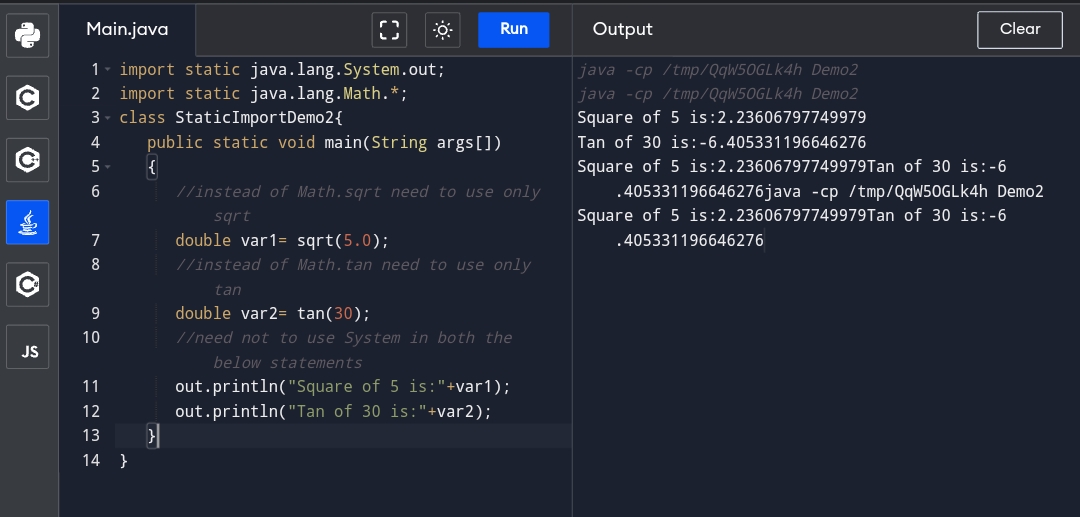 Main.java
Run
Output
Clear
1 import static java.lang.System.out;
2 import static java.lang.Math.*;
3 class StaticImportDemo2{
4 public static void main(String args[])
5 {
6 //instead of Math.sqrt need to use only
sqrt
7 double var1= sqrt(5.0);
8 //instead of Math.tan need to use only
tan
9 double var2= tan(30);
10 //need not to use System in both the
below statements
11 out.println("Square of 5 is:"+var1);
12 out.println("Tan of 30 is:"+var2);
13 }
14 }
java -cp /tmp/QqW5OGLk4h Demo2
java -cp /tmp/QqW5OGLk4h Demo2
Square of 5 is:2.23606797749979
Tan of 30 is:-6.405331196646276
Square of 5 is:2.23606797749979Tan of 30 is:-6
.405331196646276java -cp /tmp/QqW5OGLk4h Demo2
Square of 5 is:2.23606797749979Tan of 30 is:-6
.405331196646276
C
C++
C#
JS